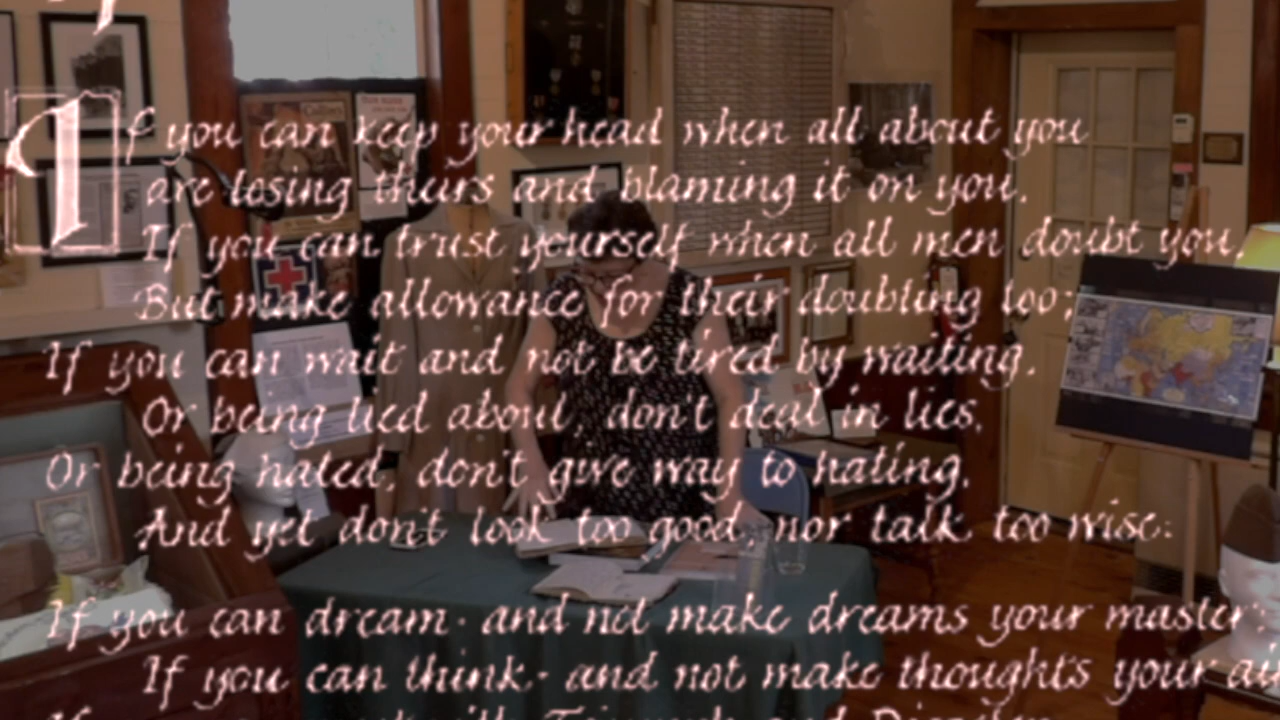 If you can keep your head when all about you
are losing theirs and blaming it on you.
If you can trust yourself when all men doubt you,
But make allowance for their doubting too;
If you can wait and not be tired by waiting.
Or being lied about, don't deal in lies.
Or being hated, don't give way to hating.
And yet don't look too good, nor talk too wise:
If you can dream- and not make dreams your master;
If you can think- and not make thoughts your